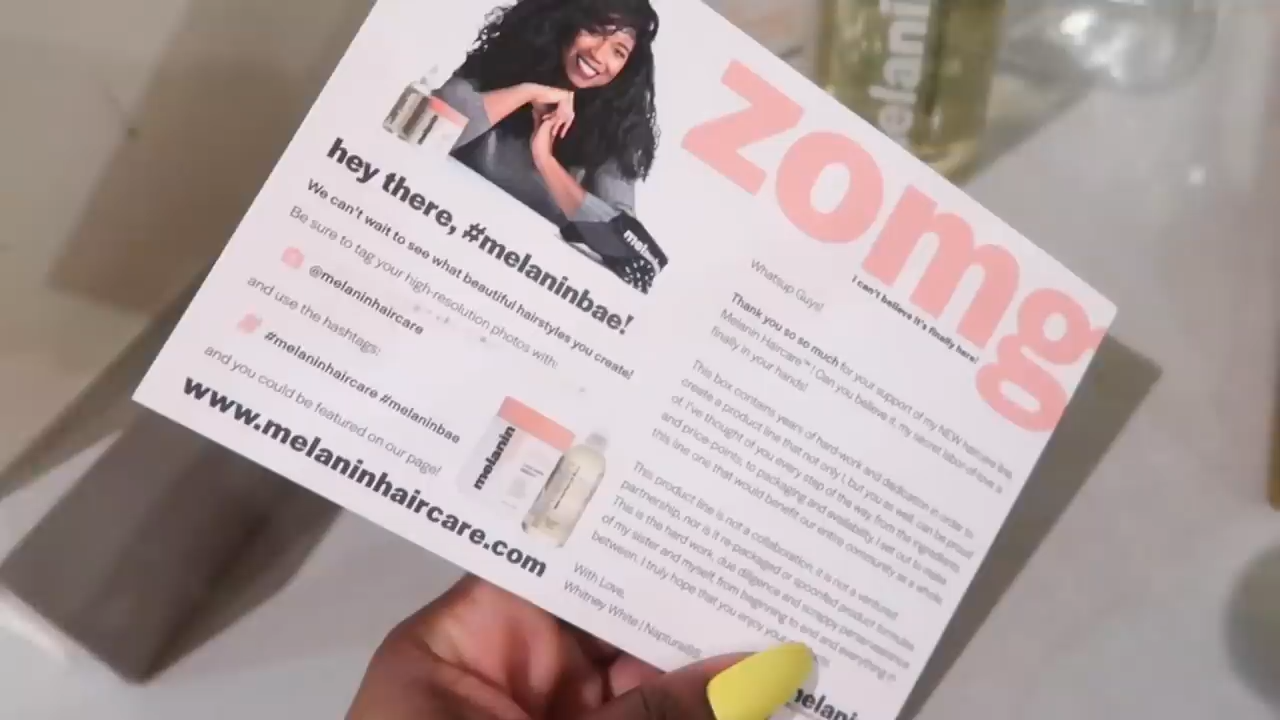 hey there, #melaninbae!
We can't wait to see what beautiful hairstyles you create!
Be sure to tag your high-resolution photos with:
@melaninhaircare
and use the hashtags:
#melaninhaircare #melaninbae
and you could be featured on our page!
www.melaninhaircare.com
melanin
zomg
I can't believe it's finally here!
Whatsup Guys!
Thank you so so much for your support of my NEW haircare line,
Melanin Haircare™! Can you believe it, my secret labor of love is
finally in your hands!
This box contains years of hard-work and dedication in order to
create a product line that not only I, but you as well, can be proud
of. I've thought of you every step of the way, from the ingredients
and price-points, to packaging and availability. I set out to make
this line one that would benefit our entire community as a whole.
This product line is not a collaboration, it is not a ventured
partnership, nor is it re-packaged or spoonfed product formulas.
This is the hard work, due diligence and scrappy perseverance
of my sister and myself, from beginning to end and everything in
between. I truly hope that you enjoy your
With Love,
Whitney White | Naptural85
melani